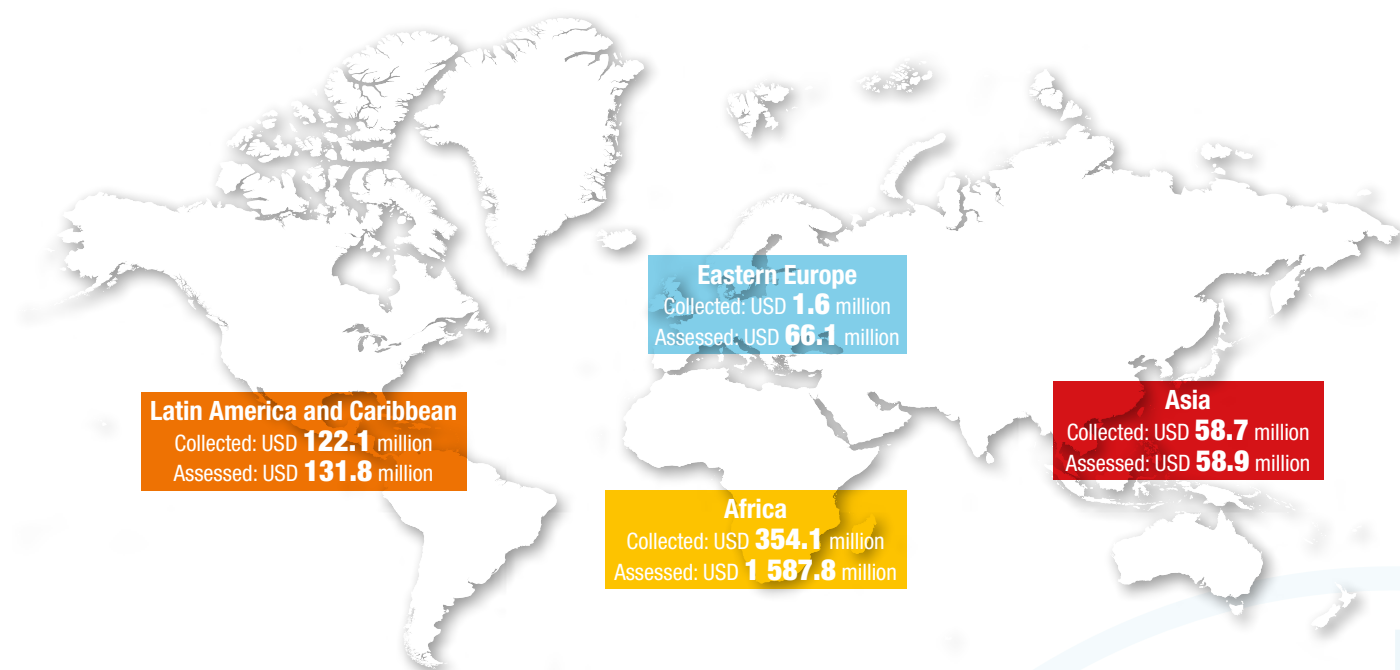 Eastern Europe
Collected: USD 1.6 million
Assessed: USD 66.1 million
Latin America and Caribbean
Collected: USD 122.1 million
Assessed: USD 131.8 million
Asia
Collected: USD 58.7 million
Assessed: USD 58.9 million
Africa
Collected: USD 354.1 million
Assessed: USD 1 587.8 million